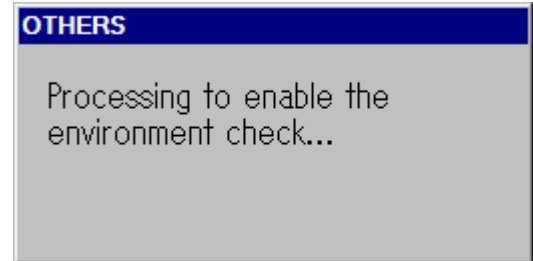 OTHERS
Processing to enable the
environment check...